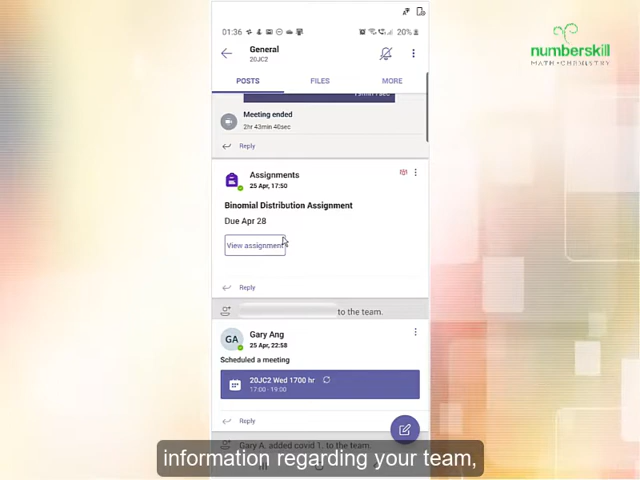 01:36
20%
General
20JC2
POSTS
FILES
MORE
Meeting ended
2hr 43min 40sec
Reply
Assignments
25 Apr, 17:50
Binomial Distribution Assignment
Due Apr 28
View assignment
Reply
to the team.
GA
Gary Ang
25 Apr, 22:58
Scheduled a meeting
20JC2 Wed 1700 hr
17:00 - 19:00
Reply
Gary A. added covid 1. to the team.
information regarding your team,
numberskill
MATH•CHEMISTRY